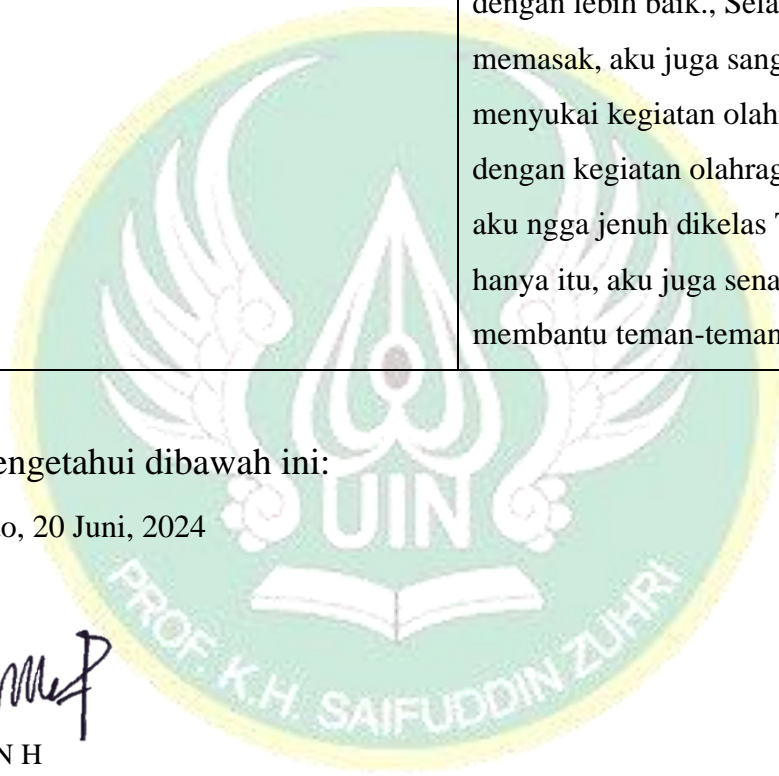 dengan lebih baik., Sela
memasak, aku juga sang
menyukai kegiatan olah
dengan kegiatan olahrag
aku ngga jenuh dikelas
hanya itu, aku juga sena
membantu teman-teman
engetahui dibawah ini:
o, 20 Juni, 2024
UIN
PROF. K.H. SAIFUDDIN ZUHRI
N H